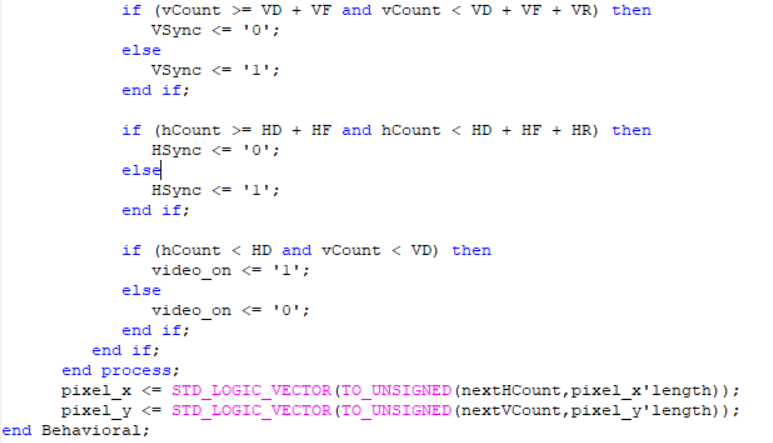 if (vCount >= VD + VF and vCount < VD + VF + VR) then
VSync <= '0';
else
VSync <= '1';
end if;
if (hCount >= HD + HF and hCount < HD + HF + HR) then
HSync <= '0';
else
HSync <= '1';
end if;
if (hCount < HD and vCount < VD) then
video_on <= '1';
else
video_on <= '0';
end if;
end if;
end process;
pixel_x <= STD_LOGIC_VECTOR(TO_UNSIGNED(nextHCount,pixel_x'length));
pixel_y <= STD_LOGIC_VECTOR(TO_UNSIGNED(nextVCount,pixel_y'length));
end Behavioral;